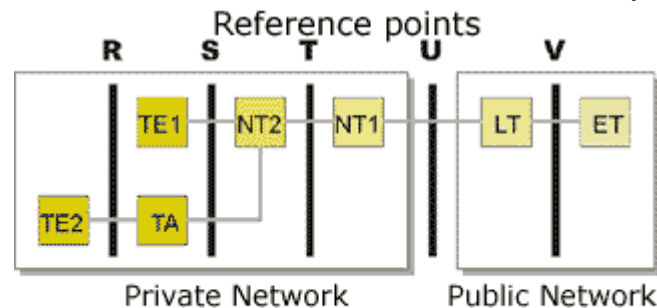 Reference points
R S T U V
TE1 NT2 NT1 LT ET
TE2 TA
Private Network Public Network